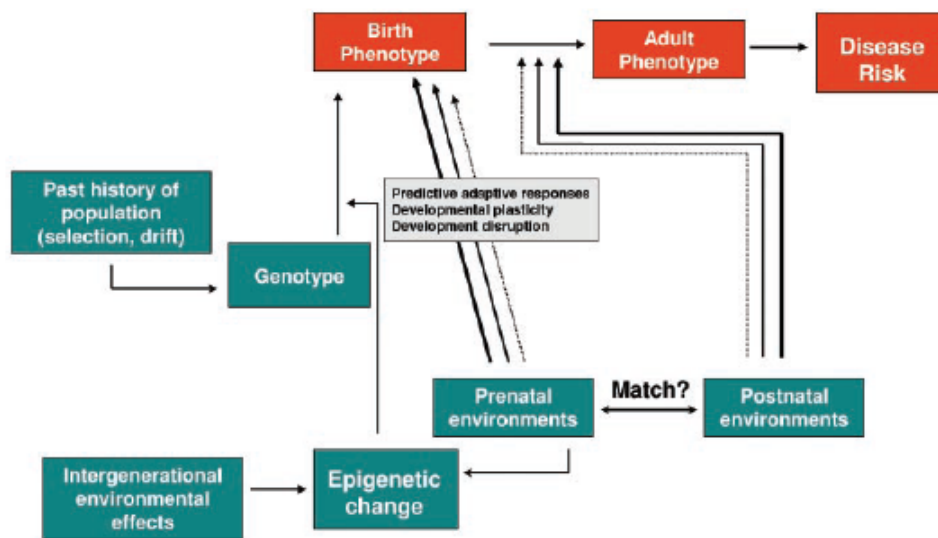 Birth
Phenotype
Adult
Phenotype
Disease
Risk
Past history of
population
(selection, drift)
Predictive adaptive responses
Developmental plasticity
Development disruption
Genotype
Prenatal
environments
Match?
Postnatal
environments
Intergenerational
environmental
effects
Epigenetic
change